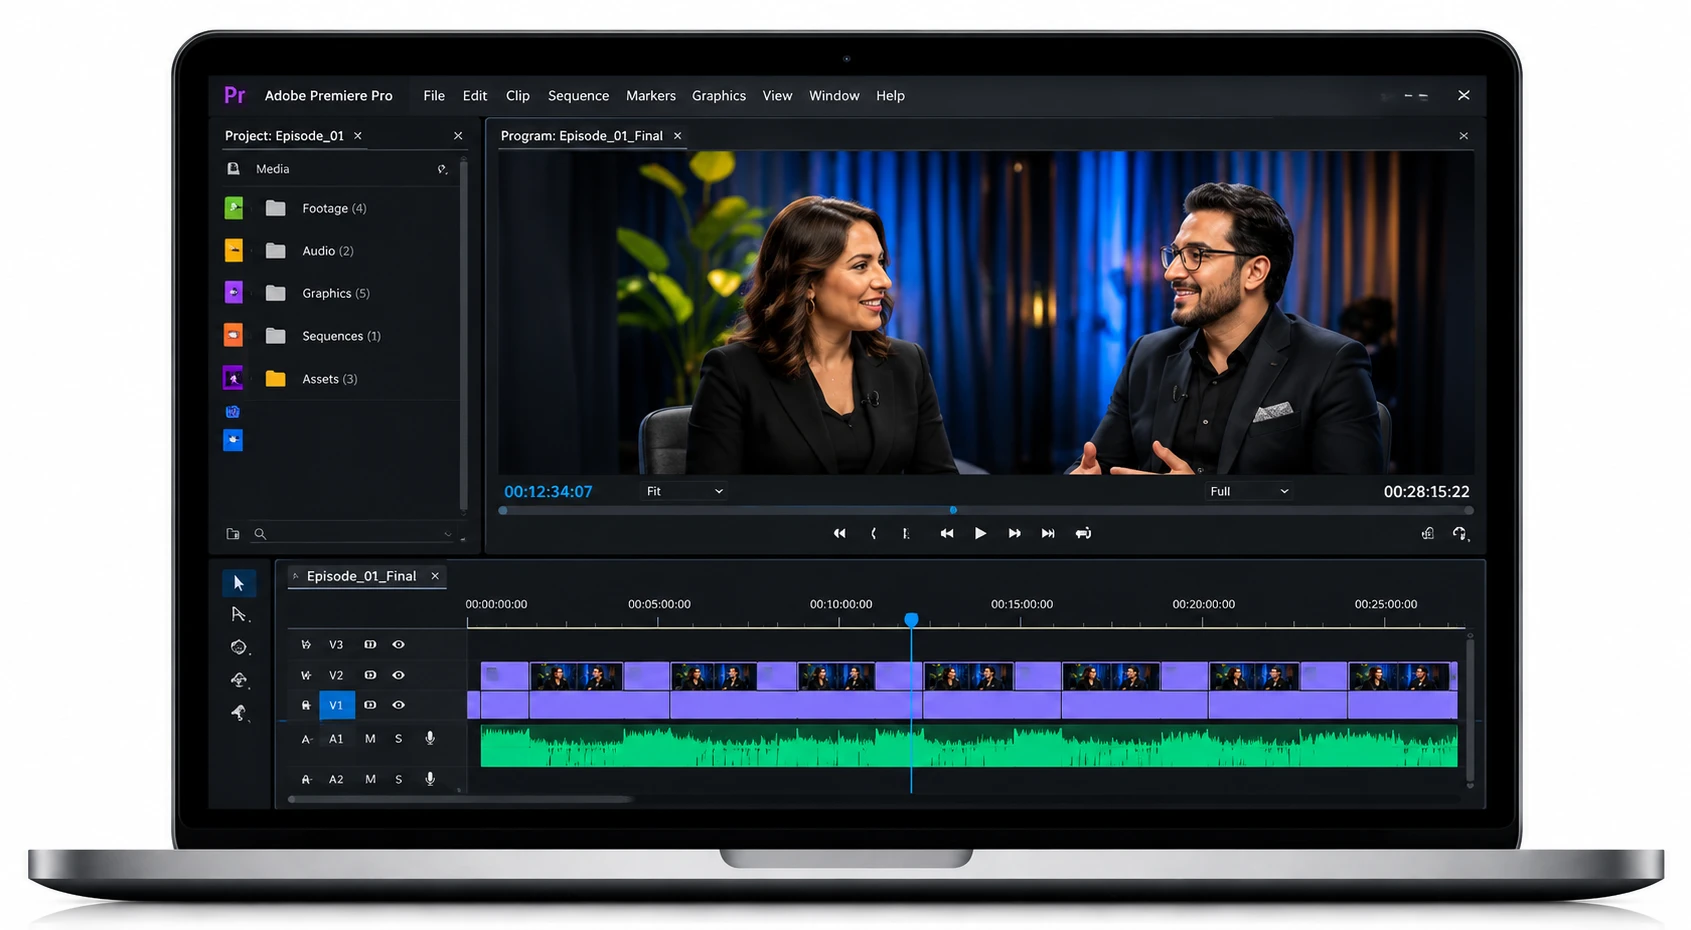 Pr Adobe Premiere Pro File Edit Clip Sequence Markers Graphics View Window Help
Project: Episode_01
Program: Episode_01_Final
Media
Footage (4)
Audio (2)
Graphics (5)
Sequences (1)
Assets (3)
00:12:34:07 Fit Full 00:28:15:22
Episode_01_Final
00:00:00:00 00:05:00:00 00:10:00:00 00:15:00:00 00:20:00:00 00:25:00:00
V3
V2
V1
A1 M S
A2 M S